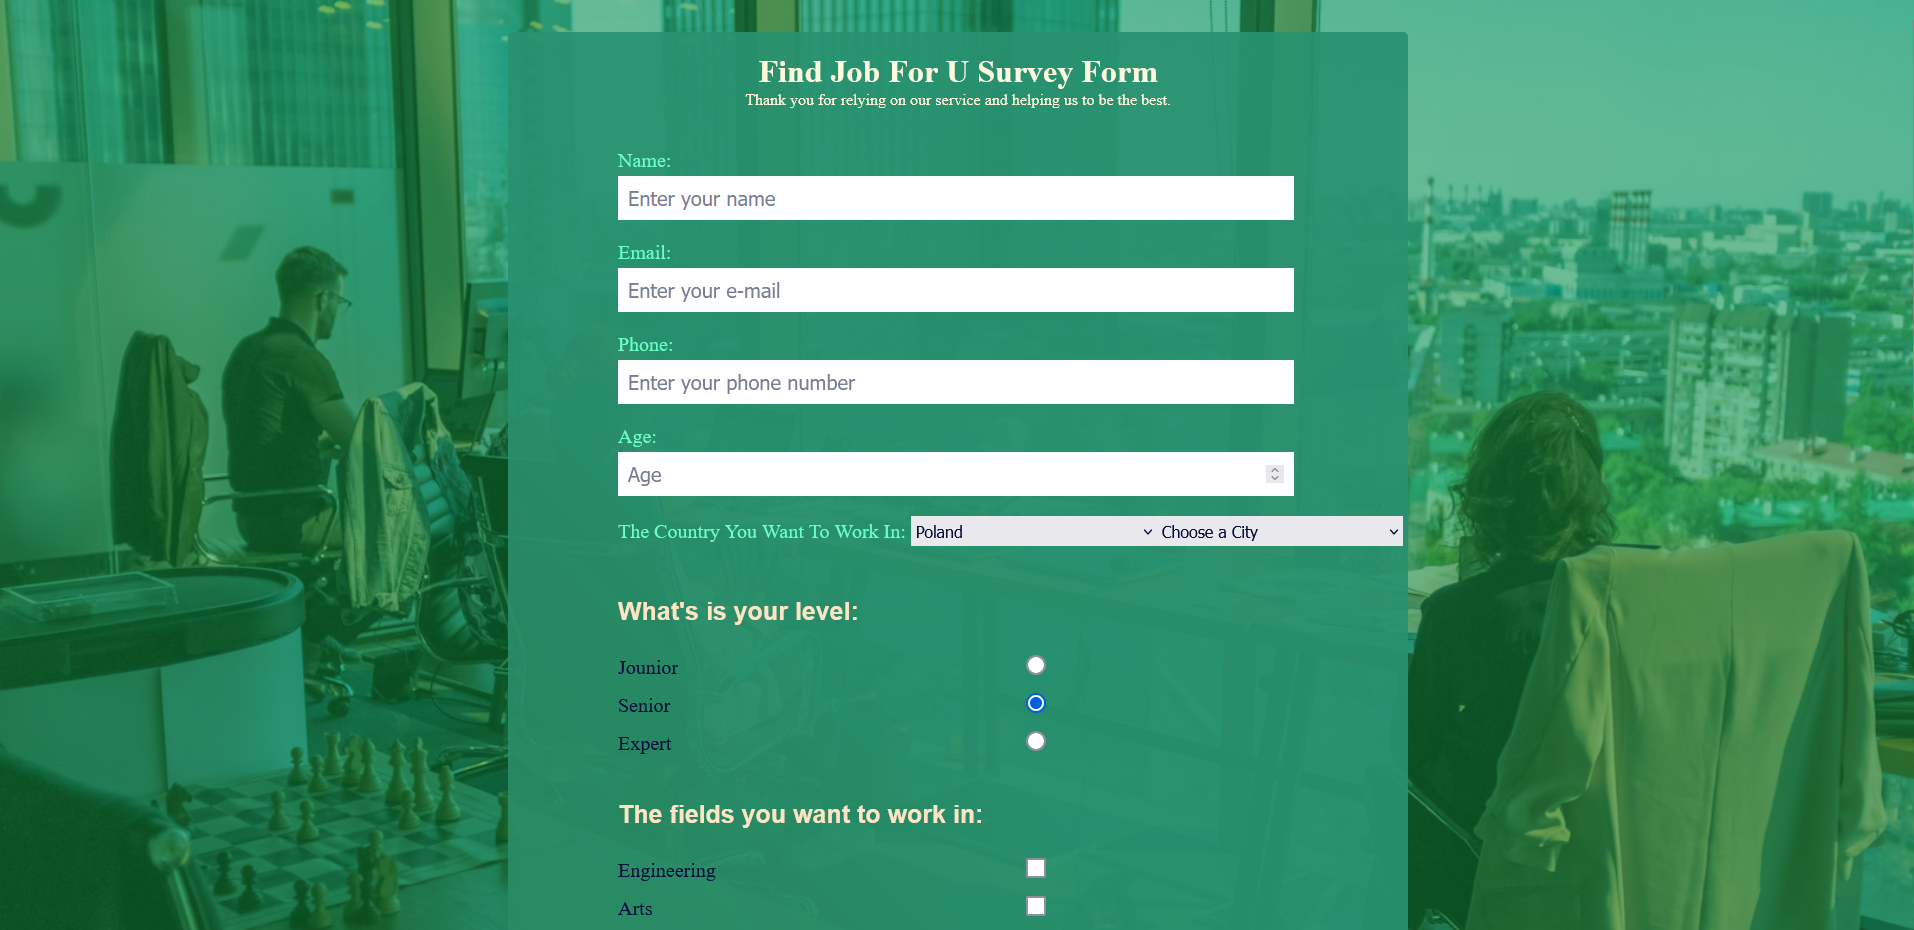 Find Job For U Survey Form
Thank you for relying on our service and helping us to be the best.
Name:
Enter your name
Email:
Enter your e-mail
Phone:
Enter your phone number
Age:
Age
The Country You Want To Work In: Poland Choose a City
What's is your level:
Jounior
Senior
Expert
The fields you want to work in:
Engineering
Arts